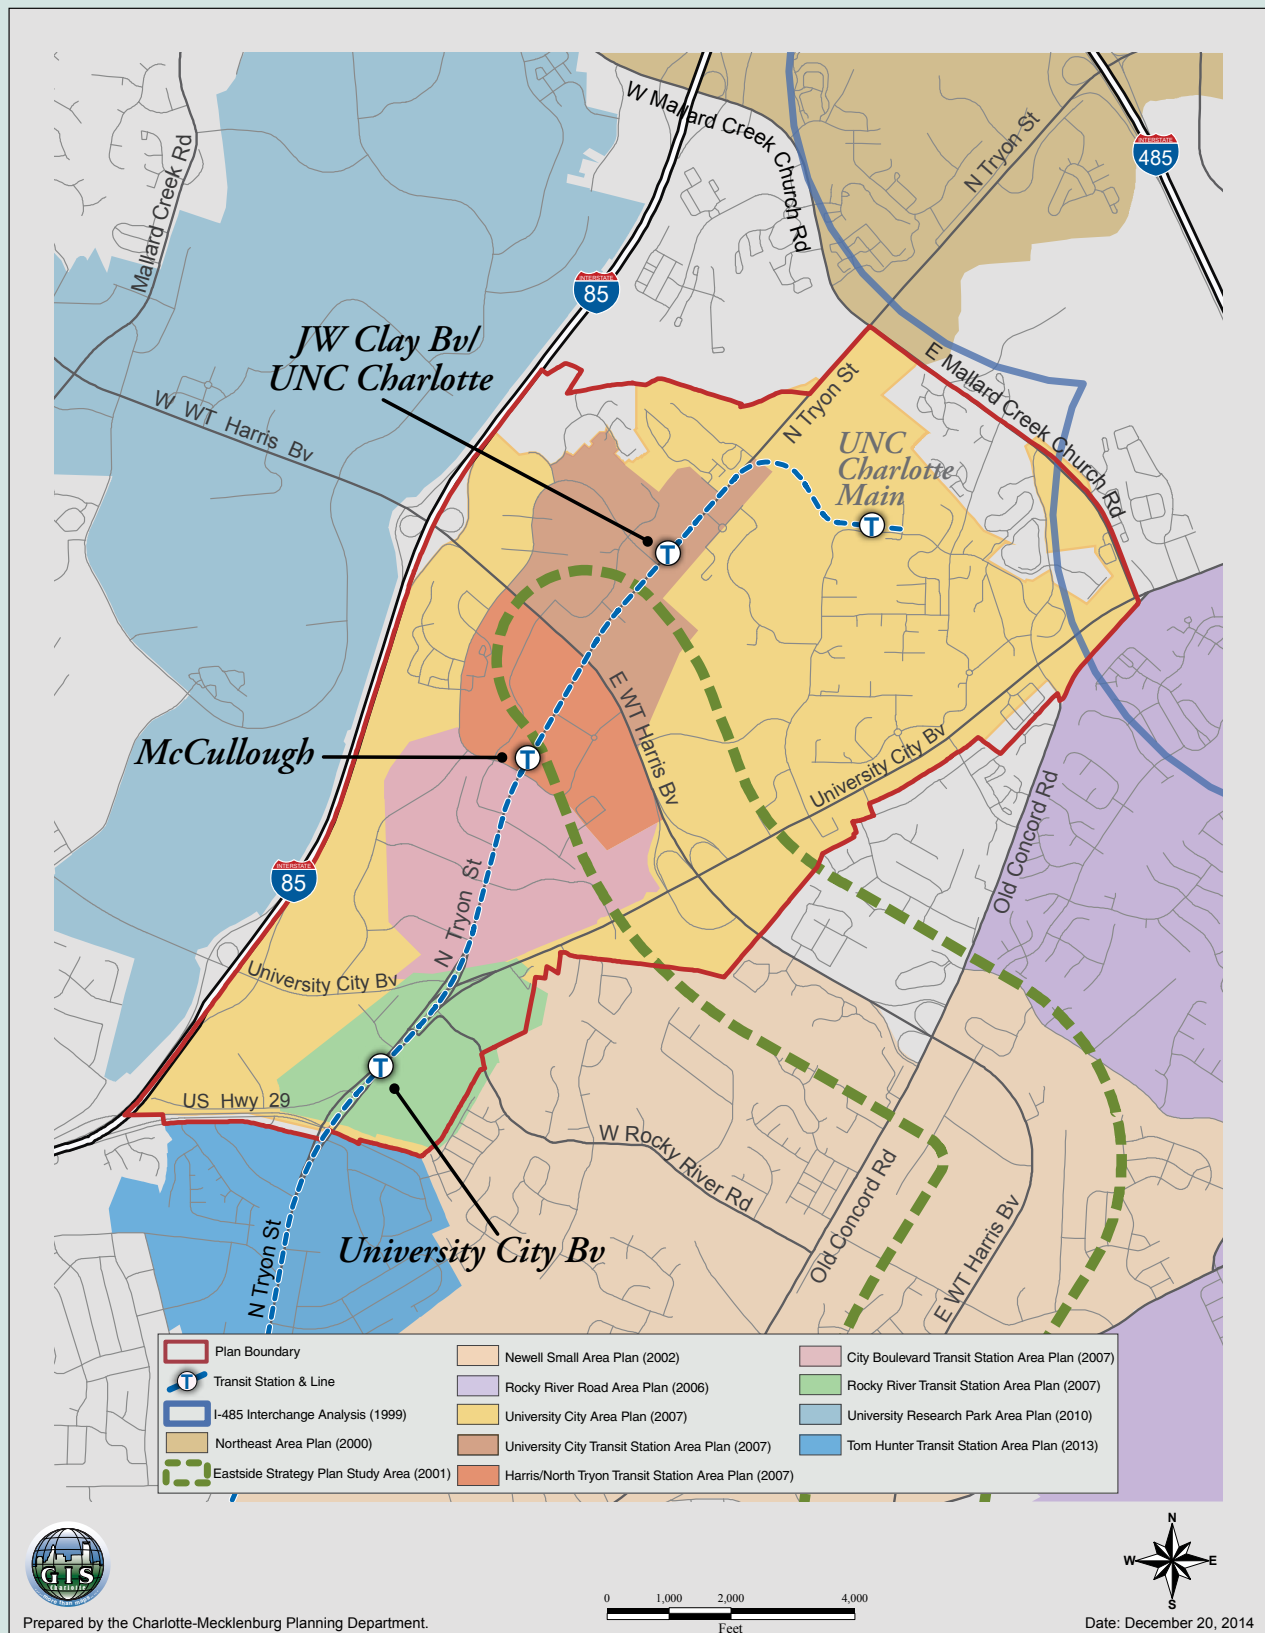 W Mallard Creek Church Rd
N Tryon St
INTERSTATE
485
Mallard Creek Rd
INTERSTATE
85
JW Clay Bv/
UNC Charlotte
W WT Harris Bv
N Tryon St
E Mallard Creek Church Rd
UNC
Charlotte
Main
McCullough
E WT Harris Bv
University City Bv
Old Concord Rd
INTERSTATE
85
N Tryon St
University City Bv
US Hwy 29
W Rocky River Rd
Old Concord Rd
E WT Harris Bv
N Tryon St
University City Bv
T
T
T
T
Plan Boundary
T Transit Station & Line
I-485 Interchange Analysis (1999)
Northeast Area Plan (2000)
Eastside Strategy Plan Study Area (2001)
Newell Small Area Plan (2002)
Rocky River Road Area Plan (2006)
University City Area Plan (2007)
University City Transit Station Area Plan (2007)
Harris/North Tryon Transit Station Area Plan (2007)
City Boulevard Transit Station Area Plan (2007)
Rocky River Transit Station Area Plan (2007)
University Research Park Area Plan (2010)
Tom Hunter Transit Station Area Plan (2013)
GIS
Charlotte
more than maps
Prepared by the Charlotte-Mecklenburg Planning Department.
0 1,000 2,000 4,000
Feet
N
W E
S
Date: December 20, 2014